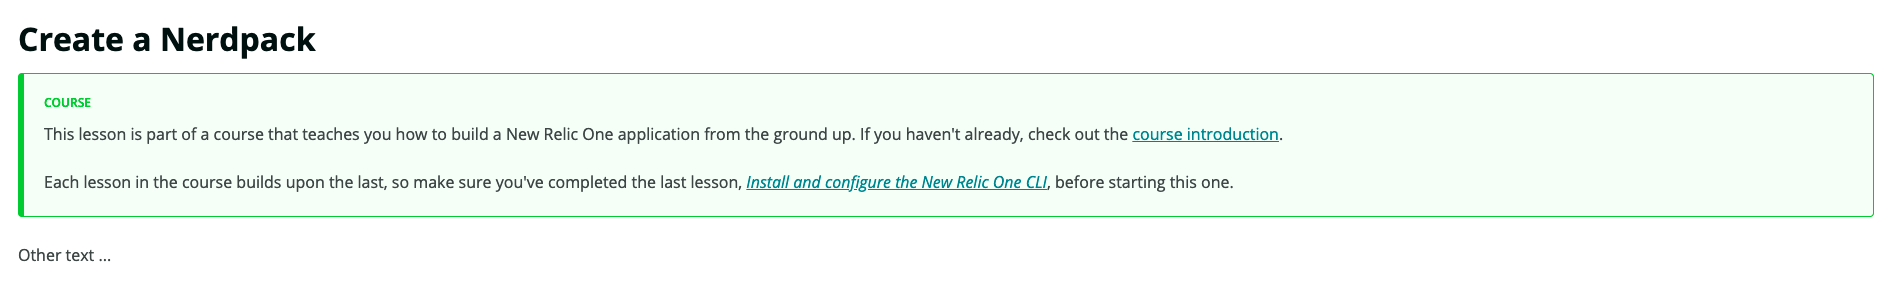 Create a Nerdpack
COURSE
This lesson is part of a course that teaches you how to build a New Relic One application from the ground up. If you haven't already, check out the course introduction.
Each lesson in the course builds upon the last, so make sure you've completed the last lesson, Install and configure the New Relic One CLI, before starting this one.
Other text ...